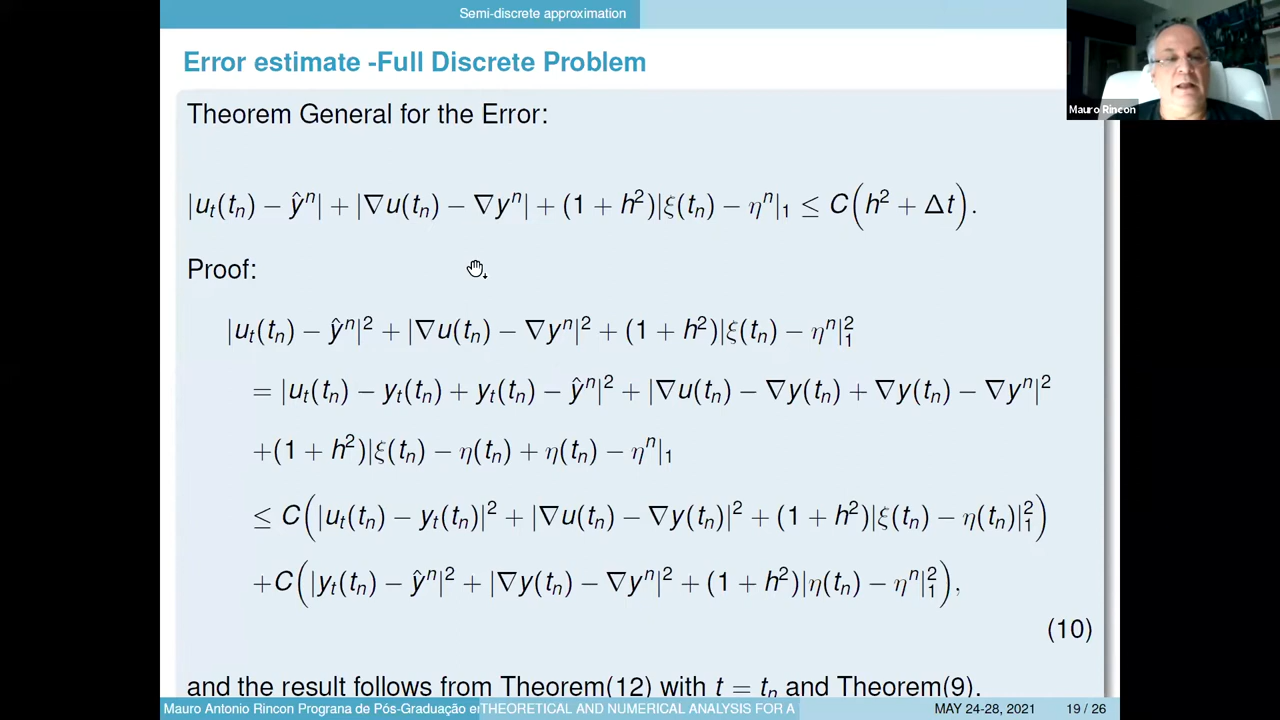 Semi-discrete approximation
Error estimate -Full Discrete Problem
Mauro Rincon
Theorem General for the Error:
|u_t(t_n) − ŷ^n| + |∇u(t_n) − ∇y^n| + (1 + h^2)|ξ(t_n) − η^n|_1 ≤ C(h^2 + Δt).
Proof:
|u_t(t_n) − ŷ^n|^2 + |∇u(t_n) − ∇y^n|^2 + (1 + h^2)|ξ(t_n) − η^n|_1^2
= |u_t(t_n) − y_t(t_n) + y_t(t_n) − ŷ^n|^2 + |∇u(t_n) − ∇y(t_n) + ∇y(t_n) − ∇y^n|^2
+(1 + h^2)|ξ(t_n) − η(t_n) + η(t_n) − η^n|_1
≤ C(|u_t(t_n) − y_t(t_n)|^2 + |∇u(t_n) − ∇y(t_n)|^2 + (1 + h^2)|ξ(t_n) − η(t_n)|_1^2)
+C(|y_t(t_n) − ŷ^n|^2 + |∇y(t_n) − ∇y^n|^2 + (1 + h^2)|η(t_n) − η^n|_1^2),
(10)
and the result follows from Theorem(12) with t = t_n and Theorem(9).
Mauro Antonio Rincon Programa de Pós-Graduação e THEORETICAL AND NUMERICAL ANALYSIS FOR A MAY 24-28, 2021 19 / 26